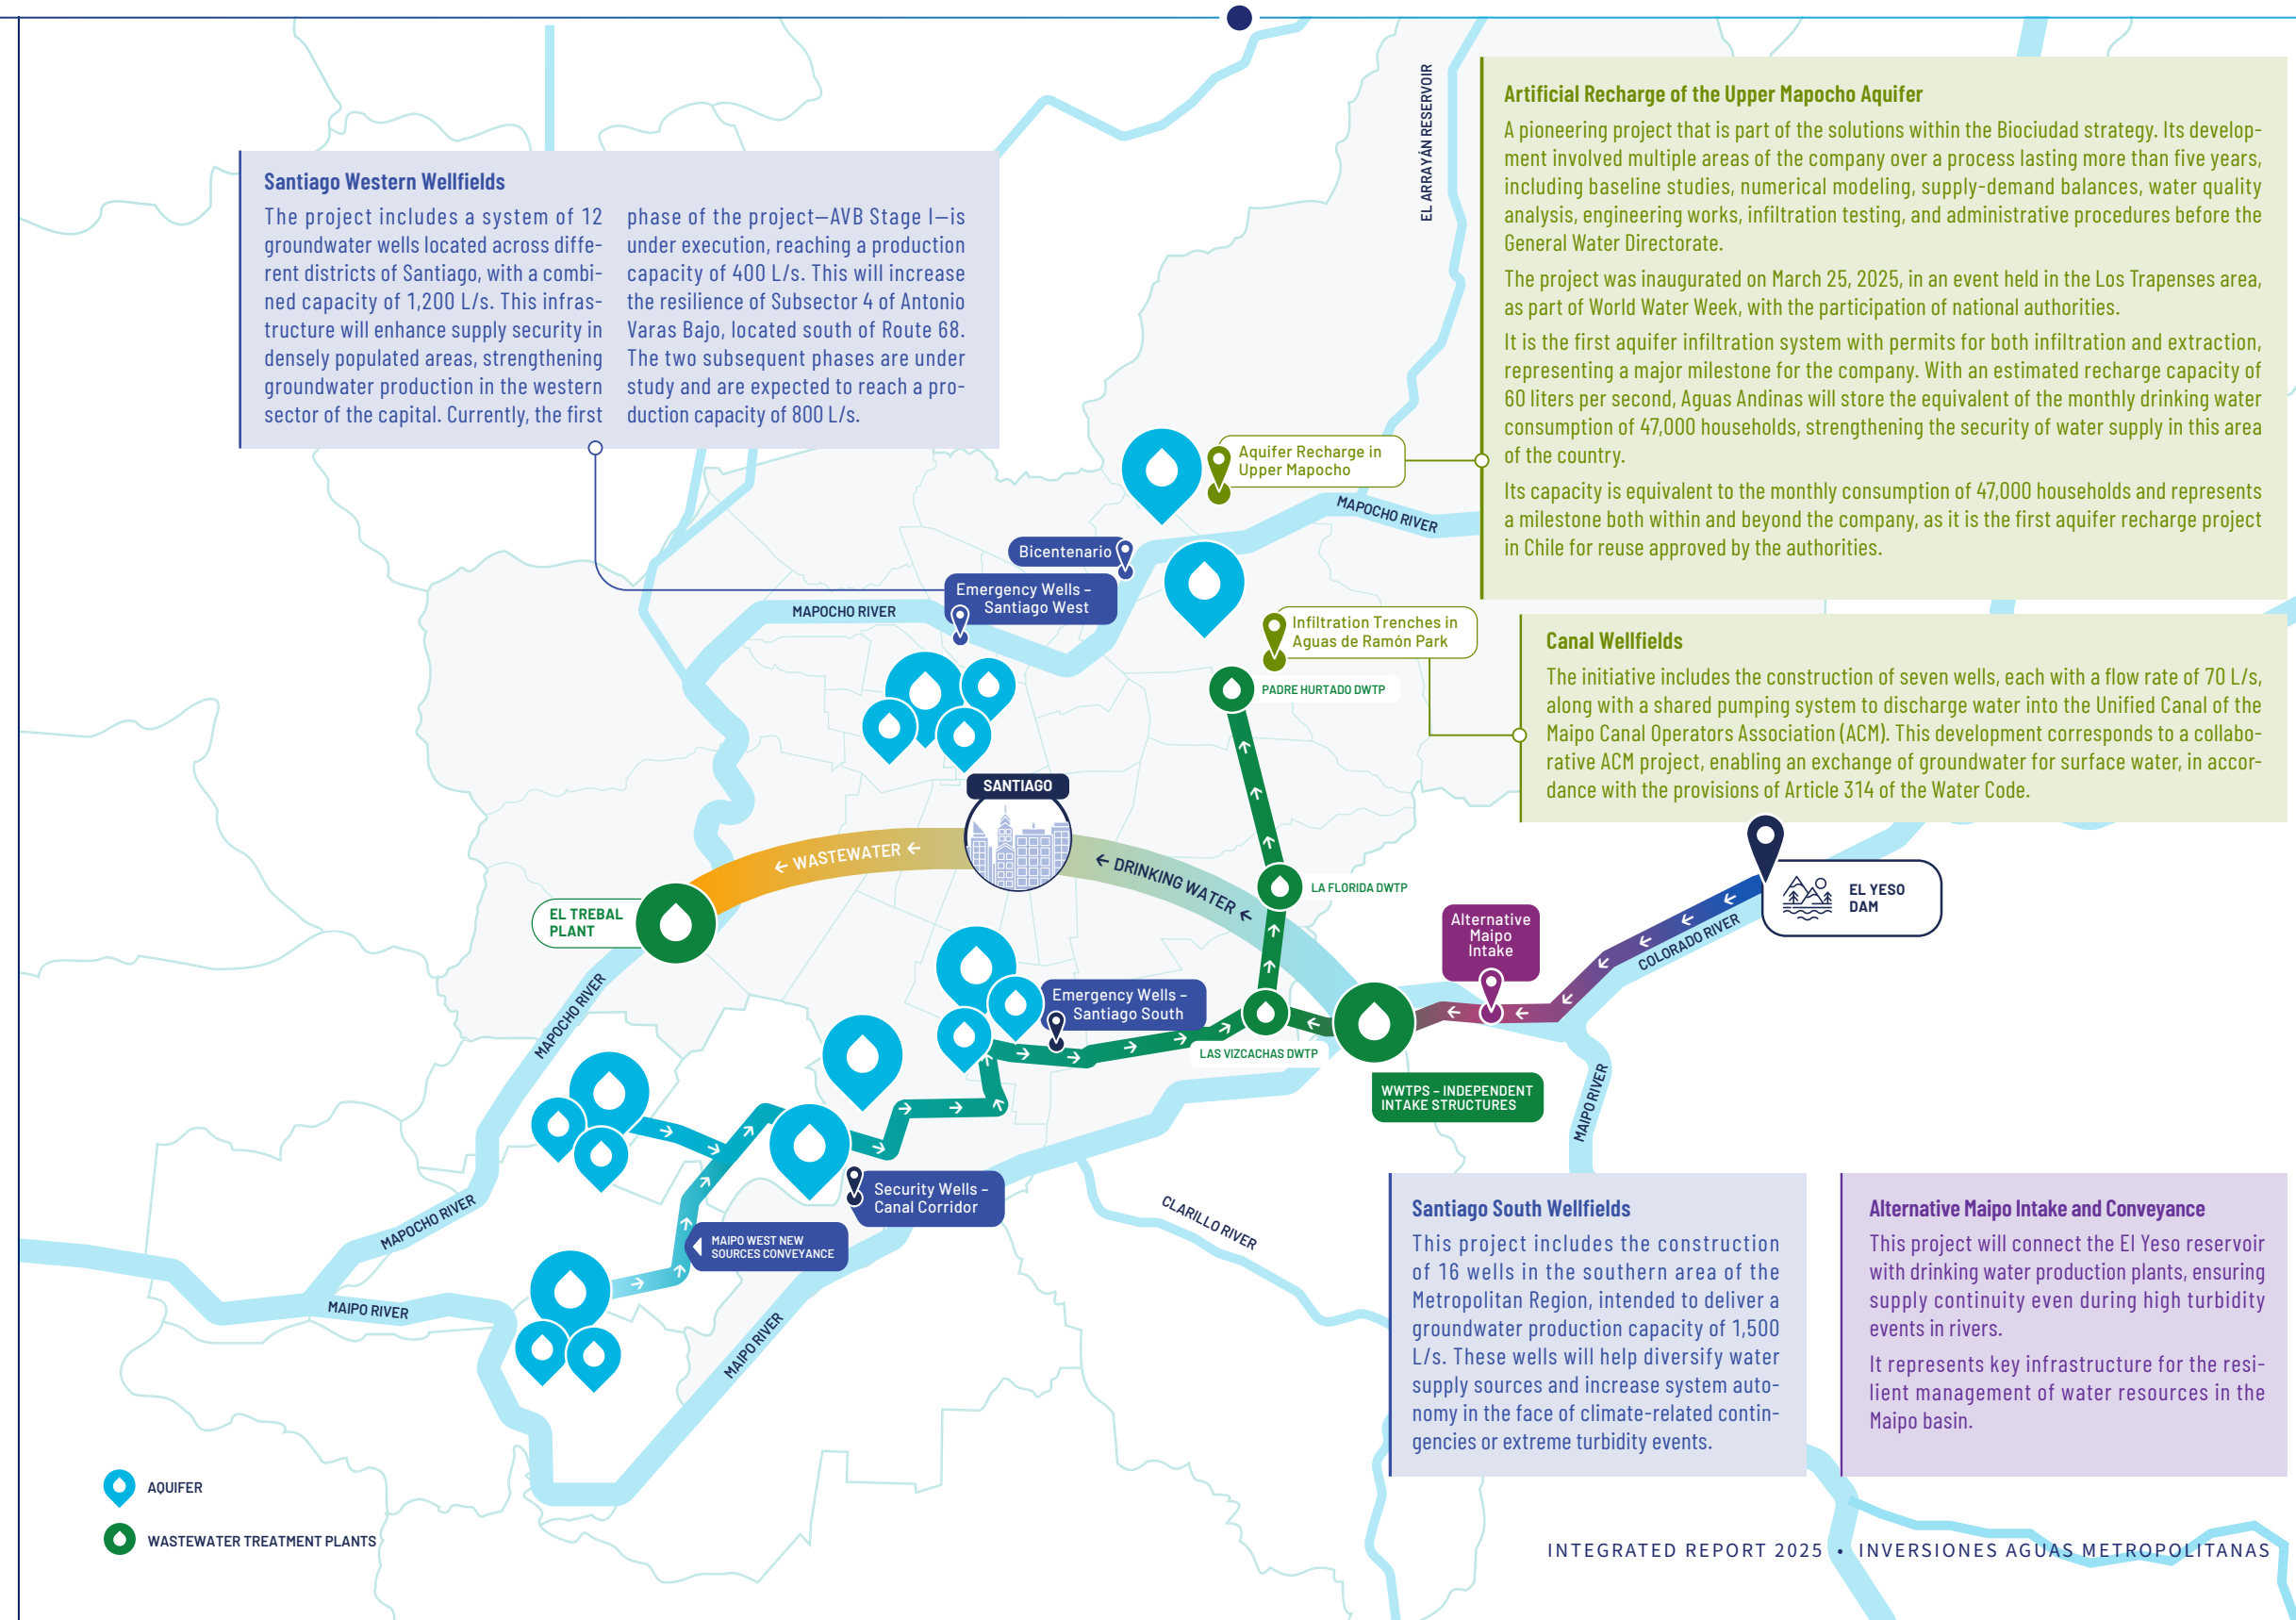 EL ARRAYÁN RESERVOIR
Santiago Western Wellfields
The project includes a system of 12
groundwater wells located across diffe-
rent districts of Santiago, with a combi-
ned capacity of 1,200 L/s. This infras-
tructure will enhance supply security in
densely populated areas, strengthening
groundwater production in the western
sector of the capital. Currently, the first
phase of the project—AVB Stage I—is
under execution, reaching a production
capacity of 400 L/s. This will increase
the resilience of Subsector 4 of Antonio
Varas Bajo, located south of Route 68.
The two subsequent phases are under
study and are expected to reach a pro-
duction capacity of 800 L/s.
Artificial Recharge of the Upper Mapocho Aquifer
A pioneering project that is part of the solutions within the Biociudad strategy. Its develop-
ment involved multiple areas of the company over a process lasting more than five years,
including baseline studies, numerical modeling, supply-demand balances, water quality
analysis, engineering works, infiltration testing, and administrative procedures before the
General Water Directorate.
The project was inaugurated on March 25, 2025, in an event held in the Los Trapenses area,
as part of World Water Week, with the participation of national authorities.
It is the first aquifer infiltration system with permits for both infiltration and extraction,
representing a major milestone for the company. With an estimated recharge capacity of
60 liters per second, Aguas Andinas will store the equivalent of the monthly drinking water
consumption of 47,000 households, strengthening the security of water supply in this area
of the country.
Its capacity is equivalent to the monthly consumption of 47,000 households and represents
a milestone both within and beyond the company, as it is the first aquifer recharge project
in Chile for reuse approved by the authorities.
Aquifer Recharge in
Upper Mapocho
MAPOCHO RIVER
Bicentenario
Emergency Wells –
Santiago West
MAPOCHO RIVER
Infiltration Trenches in
Aguas de Ramón Park
PADRE HURTADO DWTP
Canal Wellfields
The initiative includes the construction of seven wells, each with a flow rate of 70 L/s,
along with a shared pumping system to discharge water into the Unified Canal of the
Maipo Canal Operators Association (ACM). This development corresponds to a collabo-
rative ACM project, enabling an exchange of groundwater for surface water, in accor-
dance with the provisions of Article 314 of the Water Code.
SANTIAGO
WASTEWATER
DRINKING WATER
LA FLORIDA DWTP
EL TREBAL
PLANT
EL YESO
DAM
Alternative
Maipo
Intake
COLORADO RIVER
MAPOCHO RIVER
Emergency Wells –
Santiago South
LAS VIZCACHAS DWTP
WWTPS – INDEPENDENT
INTAKE STRUCTURES
MAIPO RIVER
Security Wells –
Canal Corridor
MAPOCHO RIVER
MAIPO WEST NEW
SOURCES CONVEYANCE
CLARILLO RIVER
MAIPO RIVER
MAIPO RIVER
Santiago South Wellfields
This project includes the construction
of 16 wells in the southern area of the
Metropolitan Region, intended to deliver a
groundwater production capacity of 1,500
L/s. These wells will help diversify water
supply sources and increase system auto-
nomy in the face of climate-related contin-
gencies or extreme turbidity events.
Alternative Maipo Intake and Conveyance
This project will connect the El Yeso reservoir
with drinking water production plants, ensuring
supply continuity even during high turbidity
events in rivers.
It represents key infrastructure for the resi-
lient management of water resources in the
Maipo basin.
AQUIFER
WASTEWATER TREATMENT PLANTS
INTEGRATED REPORT 2025 • INVERSIONES AGUAS METROPOLITANAS